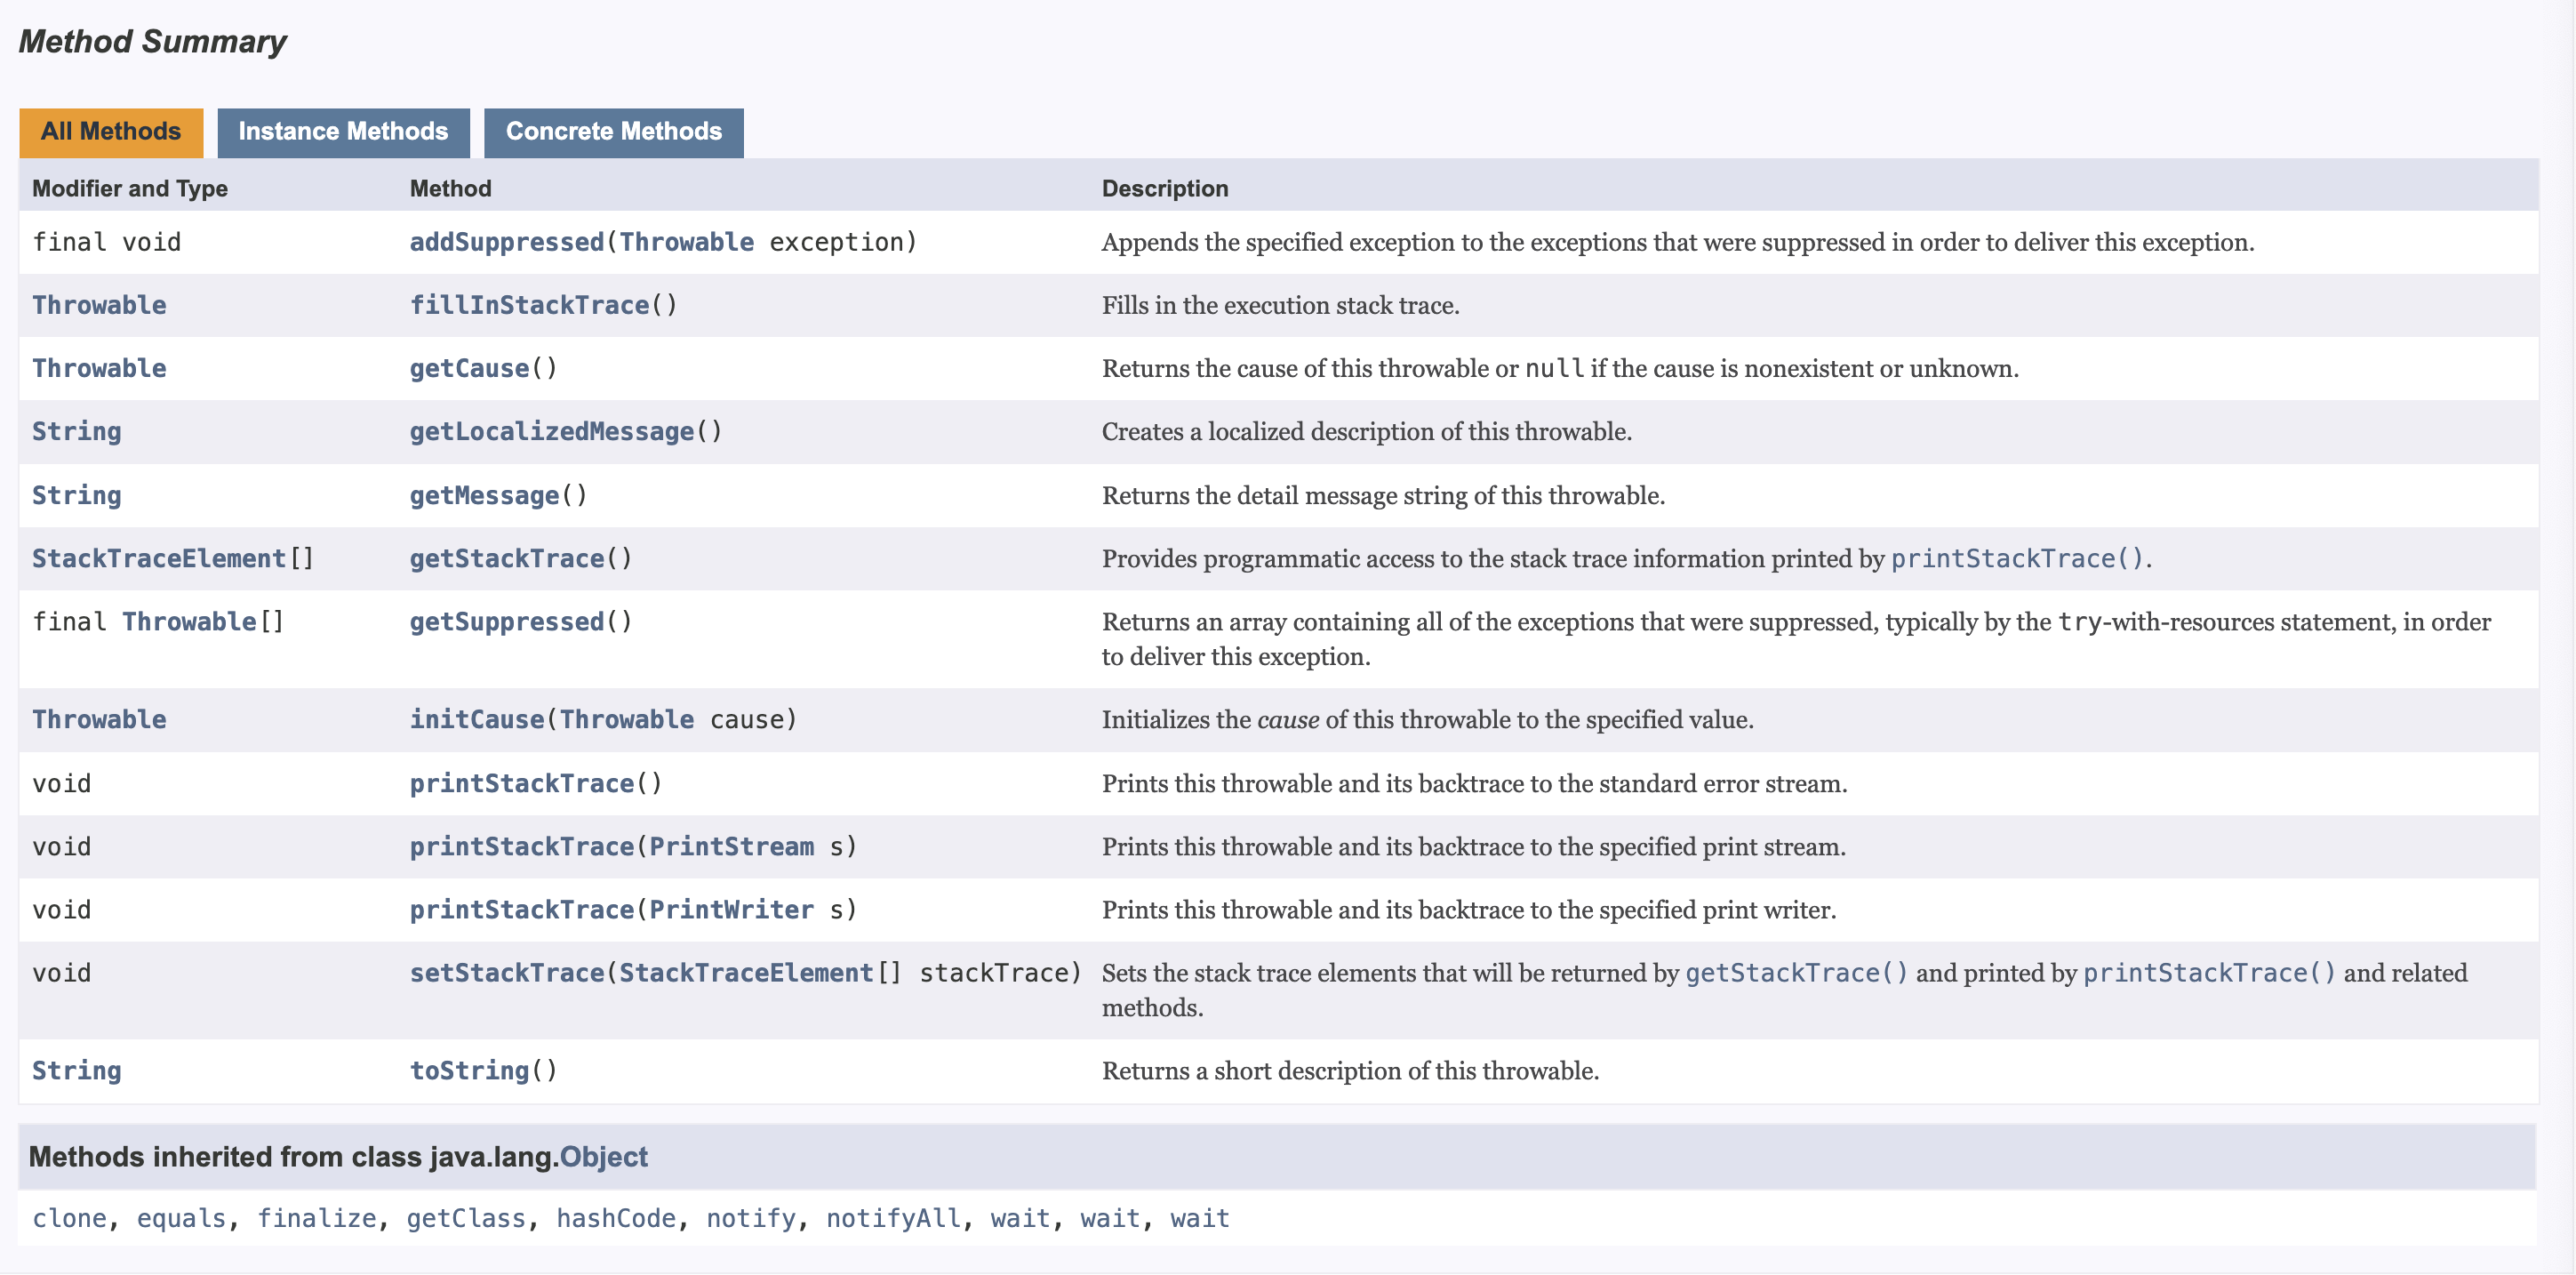 Method Summary
All Methods Instance Methods Concrete Methods
Modifier and Type Method Description
final void addSuppressed(Throwable exception) Appends the specified exception to the exceptions that were suppressed in order to deliver this exception.
Throwable fillInStackTrace() Fills in the execution stack trace.
Throwable getCause() Returns the cause of this throwable or null if the cause is nonexistent or unknown.
String getLocalizedMessage() Creates a localized description of this throwable.
String getMessage() Returns the detail message string of this throwable.
StackTraceElement[] getStackTrace() Provides programmatic access to the stack trace information printed by printStackTrace().
final Throwable[] getSuppressed() Returns an array containing all of the exceptions that were suppressed, typically by the try-with-resources statement, in order
to deliver this exception.
Throwable initCause(Throwable cause) Initializes the cause of this throwable to the specified value.
void printStackTrace() Prints this throwable and its backtrace to the standard error stream.
void printStackTrace(PrintStream s) Prints this throwable and its backtrace to the specified print stream.
void printStackTrace(PrintWriter s) Prints this throwable and its backtrace to the specified print writer.
void setStackTrace(StackTraceElement[] stackTrace) Sets the stack trace elements that will be returned by getStackTrace() and printed by printStackTrace() and related
methods.
String toString() Returns a short description of this throwable.
Methods inherited from class java.lang.Object
clone, equals, finalize, getClass, hashCode, notify, notifyAll, wait, wait, wait